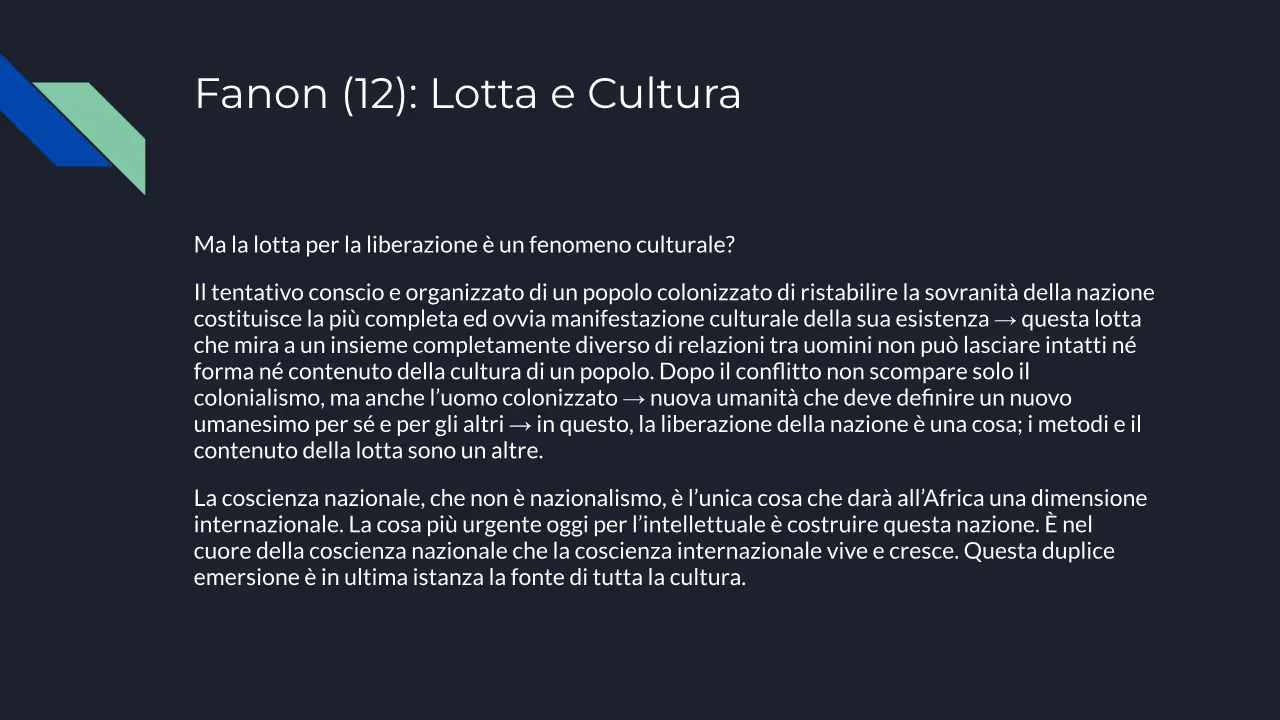 Fanon (12): Lotta e Cultura
Ma la lotta per la liberazione è un fenomeno culturale?
Il tentativo conscio e organizzato di un popolo colonizzato di ristabilire la sovranità della nazione
costituisce la più completa ed ovvia manifestazione culturale della sua esistenza → questa lotta
che mira a un insieme completamente diverso di relazioni tra uomini non può lasciare intatti né
forma né contenuto della cultura di un popolo. Dopo il conflitto non scompare solo il
colonialismo, ma anche l’uomo colonizzato → nuova umanità che deve definire un nuovo
umanesimo per sé e per gli altri → in questo, la liberazione della nazione è una cosa; i metodi e il
contenuto della lotta sono un altre.
La coscienza nazionale, che non è nazionalismo, è l’unica cosa che darà all’Africa una dimensione
internazionale. La cosa più urgente oggi per l’intellettuale è costruire questa nazione. È nel
cuore della coscienza nazionale che la coscienza internazionale vive e cresce. Questa duplice
emersione è in ultima istanza la fonte di tutta la cultura.